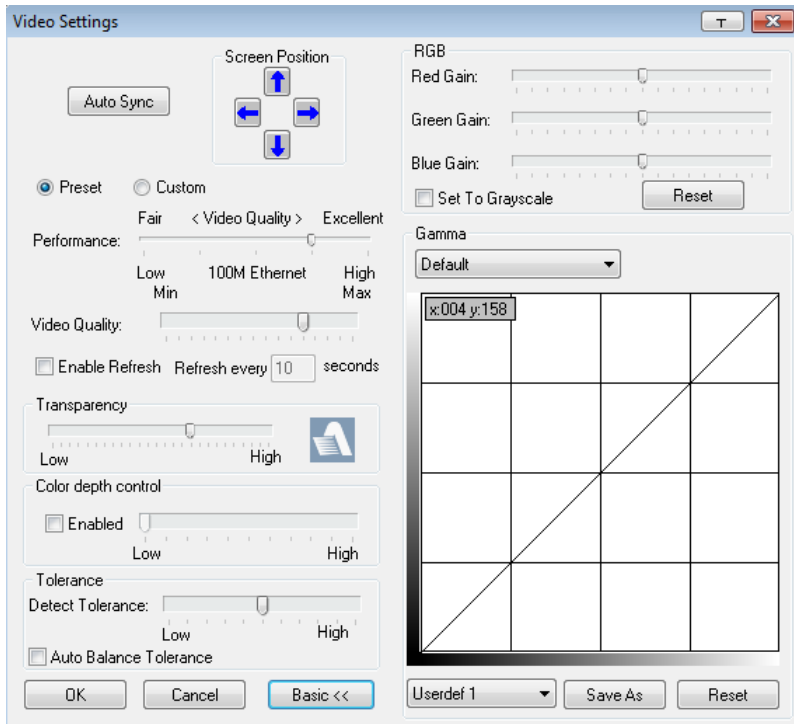 Video Settings
T
Screen Position
Auto Sync
Preset
Custom
Fair < Video Quality > Excellent
Performance:
Low 100M Ethernet High
Min Max
Video Quality:
Enable Refresh Refresh every 10 seconds
Transparency
Low High
Color depth control
Enabled
Low High
Tolerance
Detect Tolerance:
Low High
Auto Balance Tolerance
OK Cancel Basic <<
RGB
Red Gain:
Green Gain:
Blue Gain:
Set To Grayscale Reset
Gamma
Default
x:004 y:158
Userdef 1 Save As Reset